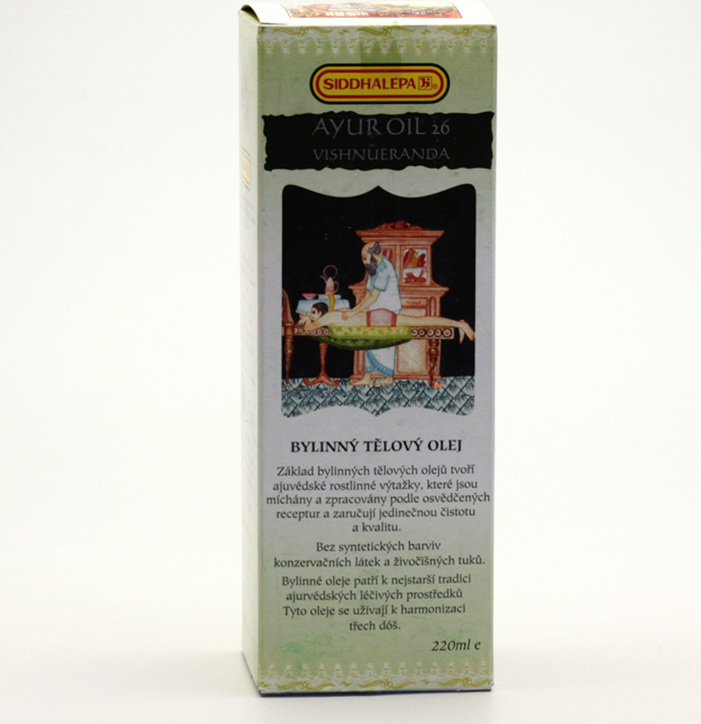 SIDDHALEPA
AYUR OIL 26
VISHNUERANDA
BYLINNÝ TĚLOVÝ OLEJ
Základ bylinných tělových olejů tvoří
ajuvédské rostlinné výtažky, které jsou
míchány a zpracovány podle osvědčených
receptur a zaručují jedinečnou čistotu
a kvalitu.
Bez syntetických barviv
konzervačních látek a živočišných tuků.
Bylinné oleje patří k nejstarší tradici
ajurvédských léčivých prostředků
Tyto oleje se užívají k harmonizaci
třech dóš.
220ml e